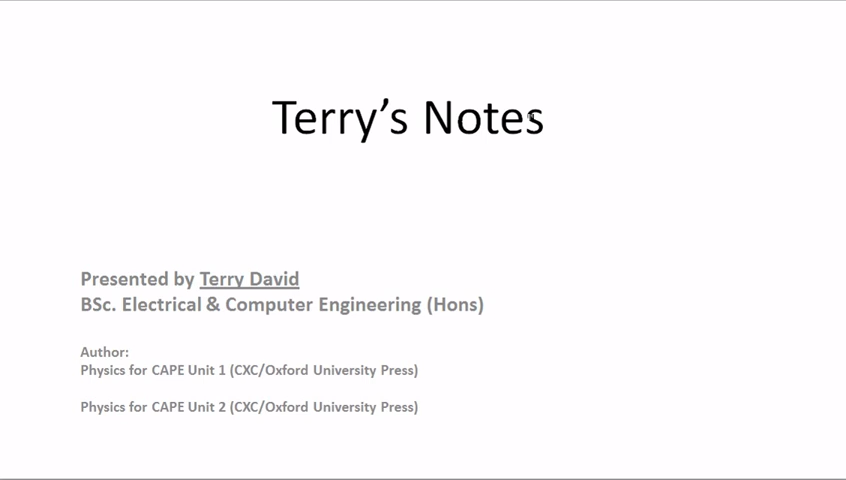 Terry’s Notes
Presented by Terry David
BSc. Electrical & Computer Engineering (Hons)
Author:
Physics for CAPE Unit 1 (CXC/Oxford University Press)
Physics for CAPE Unit 2 (CXC/Oxford University Press)